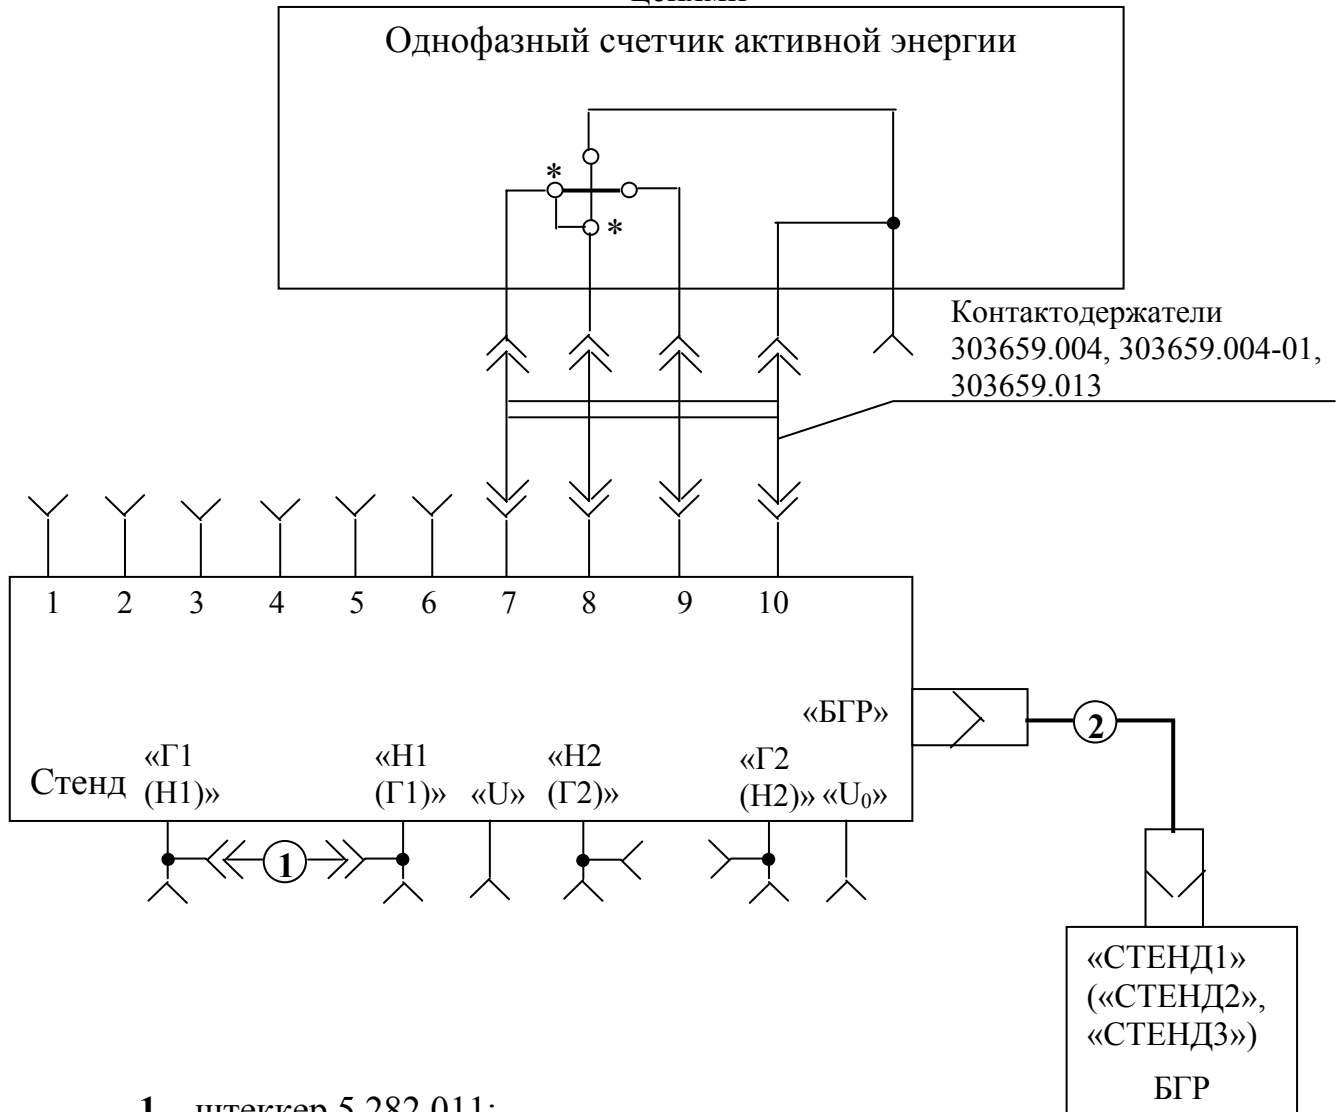 цепями
Однофазный счетчик активной энергии
*
*
Контактодержатели
303659.004, 303659.004-01,
303659.013
1 2 3 4 5 6 7 8 9 10
«БГР»
2
Стенд
«Г1
(Н1)»
«Н1
(Г1)»
«U»
«Н2
(Г2)»
«Г2
(Н2)»
«U₀»
1
«СТЕНД1»
(«СТЕНД2»,
«СТЕНД3»)
БГР
1 штеккер 5.282.011;